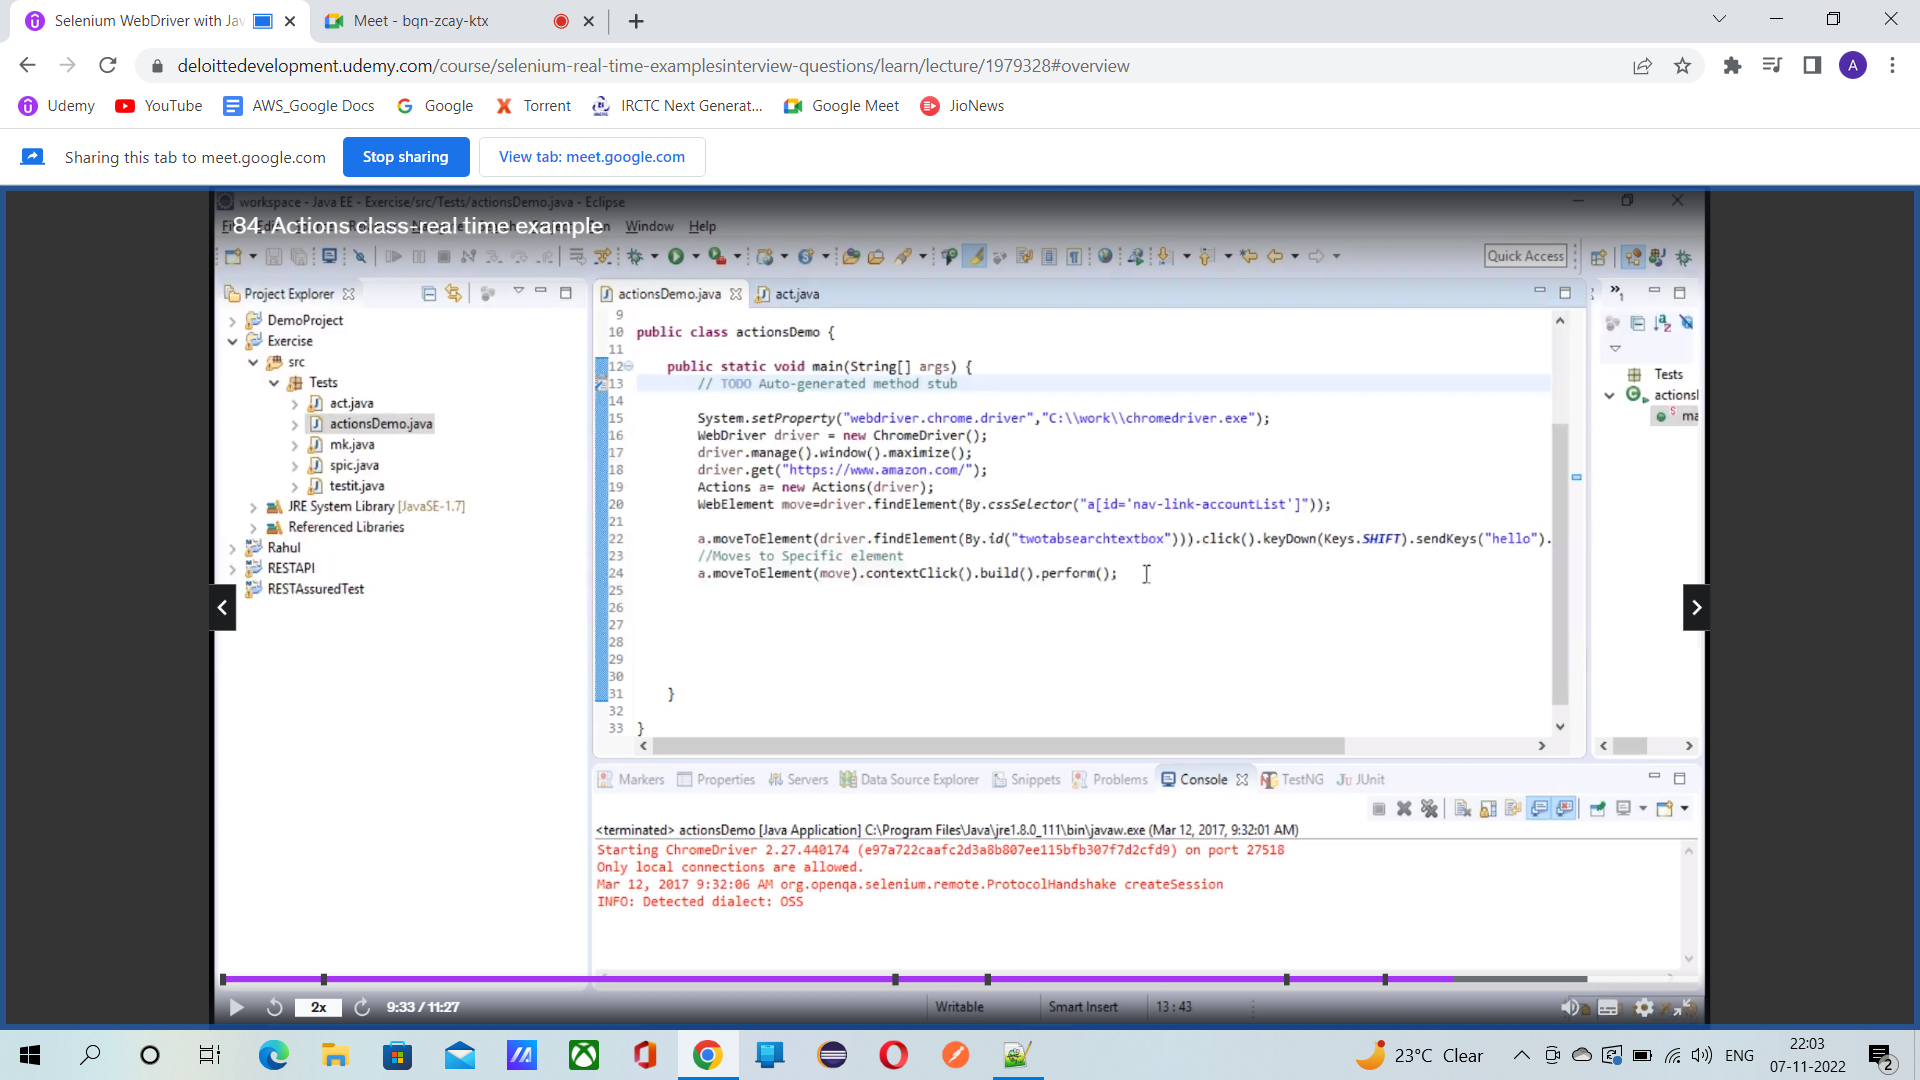 Selenium WebDriver with Jav
Meet - bqn-zcay-ktx
deloittedevelopment.udemy.com/course/selenium-real-time-examplesinterview-questions/learn/lecture/1979328#overview
A
Udemy
YouTube
AWS_Google Docs
Google
Torrent
IRCTC Next Generat...
Google Meet
JioNews
Sharing this tab to meet.google.com
Stop sharing
View tab: meet.google.com
workspace - Java EE - Exercise/src/Tests/actionsDemo.java - Eclipse
84. Actions class-real time example
Window Help
Quick Access
Project Explorer
DemoProject
Exercise
src
Tests
act.java
actionsDemo.java
mk.java
spic.java
testit.java
JRE System Library [JavaSE-1.7]
Referenced Libraries
Rahul
RESTAPI
RESTAssuredTest
actionsDemo.java
act.java
9
10 public class actionsDemo {
11
12 public static void main(String[] args) {
13 // TODO Auto-generated method stub
14
15 System.setProperty("webdriver.chrome.driver","C:\\work\\chromedriver.exe");
16 WebDriver driver = new ChromeDriver();
17 driver.manage().window().maximize();
18 driver.get("https://www.amazon.com/");
19 Actions a= new Actions(driver);
20 WebElement move=driver.findElement(By.cssSelector("a[id='nav-link-accountList']"));
21
22 a.moveToElement(driver.findElement(By.id("twotabsearchtextbox"))).click().keyDown(Keys.SHIFT).sendKeys("hello").
23 //Moves to Specific element
24 a.moveToElement(move).contextClick().build().perform();
25
26
27
28
29
30
31 }
32
33 }
Tests
actionsl
ma
Markers
Properties
Servers
Data Source Explorer
Snippets
Problems
Console
TestNG
JUnit
<terminated> actionsDemo [Java Application] C:\Program Files\Java\jre1.8.0_111\bin\javaw.exe (Mar 12, 2017, 9:32:01 AM)
Starting ChromeDriver 2.27.440174 (e97a722caafc2d3a8b807ee115bfb307f7d2cfd9) on port 27518
Only local connections are allowed.
Mar 12, 2017 9:32:06 AM org.openqa.selenium.remote.ProtocolHandshake createSession
INFO: Detected dialect: OSS
2x
9:33 / 11:27
Writable
Smart Insert
13 : 43
23°C Clear
ENG
22:03
07-11-2022
2